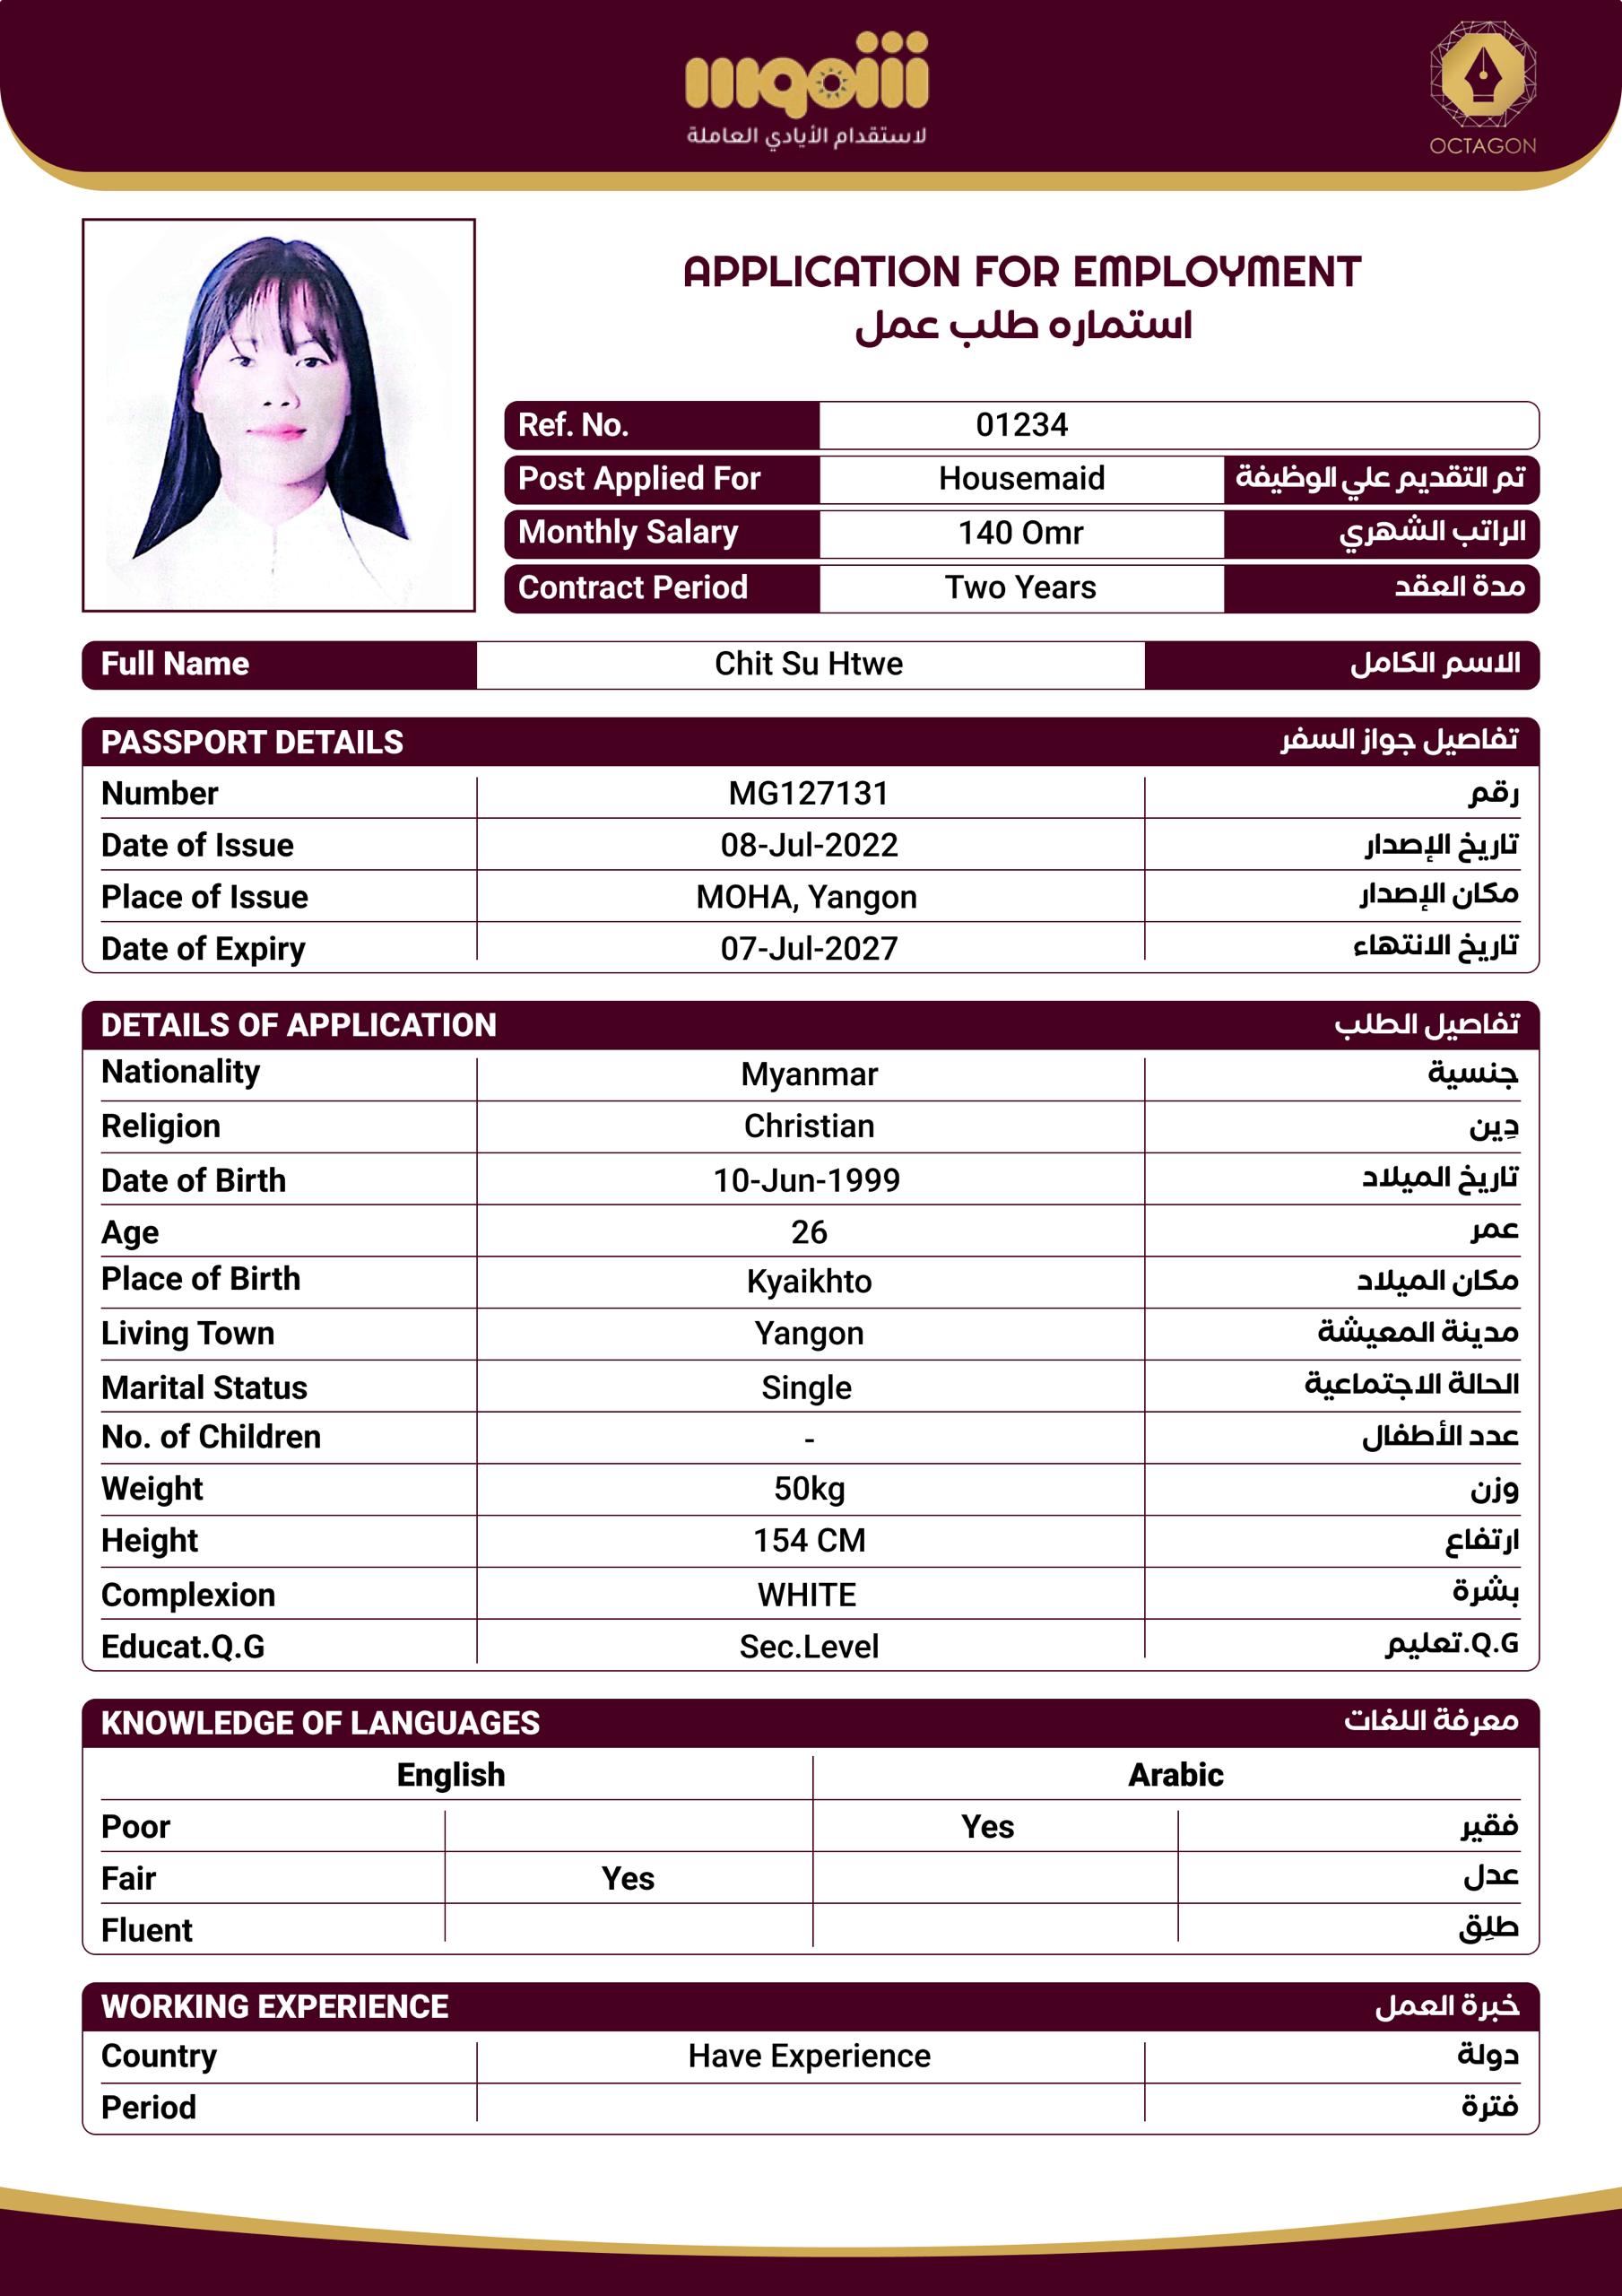 شموس
لاستقدام الأيادي العاملة
OCTAGON
APPLICATION FOR EMPLOYMENT
استماره طلب عمل
Ref. No. 01234
Post Applied For Housemaid تم التقديم علي الوظيفة
Monthly Salary 140 Omr الراتب الشهري
Contract Period Two Years مدة العقد
Full Name Chit Su Htwe الاسم الكامل
PASSPORT DETAILS تفاصيل جواز السفر
Number MG127131 رقم
Date of Issue 08-Jul-2022 تاريخ الإصدار
Place of Issue MOHA, Yangon مكان الإصدار
Date of Expiry 07-Jul-2027 تاريخ الانتهاء
DETAILS OF APPLICATION تفاصيل الطلب
Nationality Myanmar جنسية
Religion Christian دِين
Date of Birth 10-Jun-1999 تاريخ الميلاد
Age 26 عمر
Place of Birth Kyaikhto مكان الميلاد
Living Town Yangon مدينة المعيشة
Marital Status Single الحالة الاجتماعية
No. of Children - عدد الأطفال
Weight 50kg وزن
Height 154 CM ارتفاع
Complexion WHITE بشرة
Educat.Q.G Sec.Level تعليم.Q.G
KNOWLEDGE OF LANGUAGES معرفة اللغات
English Arabic
Poor Yes فقير
Fair Yes عدل
Fluent طلِق
WORKING EXPERIENCE خبرة العمل
Country Have Experience دولة
Period فترة